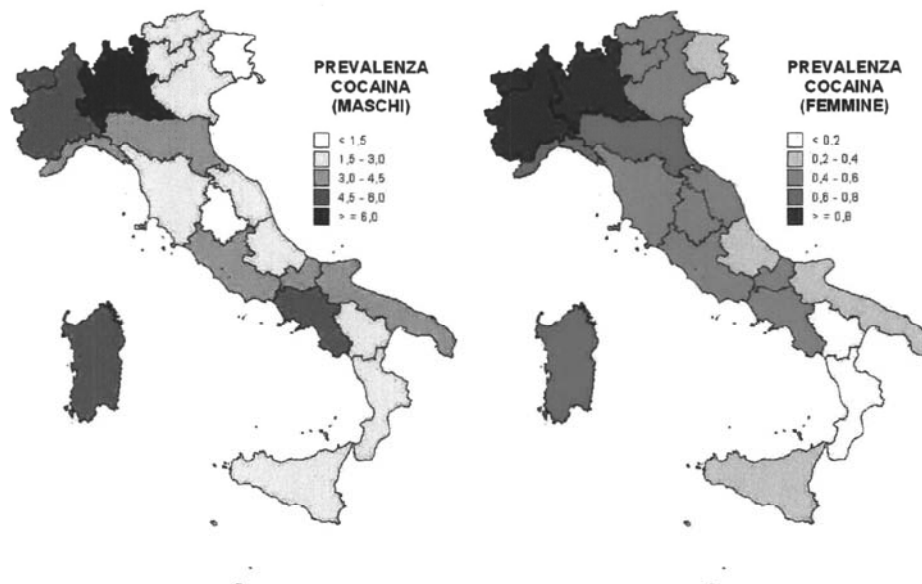 PREVALENZA
COCAINA
(MASCHI)
< 1,5
1,5 - 3,0
3,0 - 4,5
4,5 - 6,0
> = 6,0
PREVALENZA
COCAINA
(FEMMINE)
< 0,2
0,2 - 0,4
0,4 - 0,6
0,6 - 0,8
> = 0,8